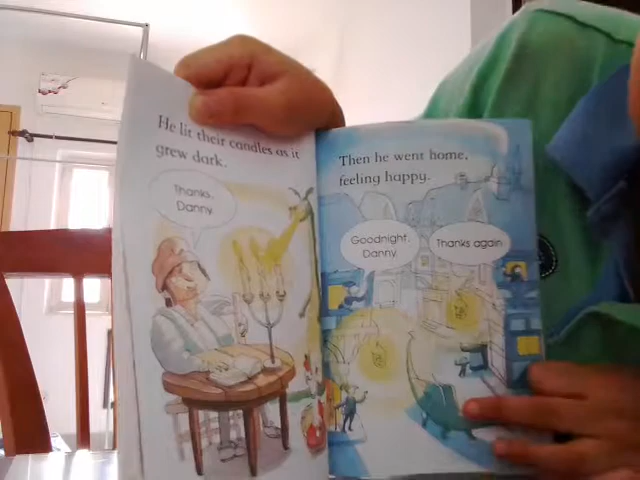 He lit their candles as it
grew dark.
Thanks,
Danny.
Then he went home,
feeling happy.
Goodnight,
Danny.
Thanks again.